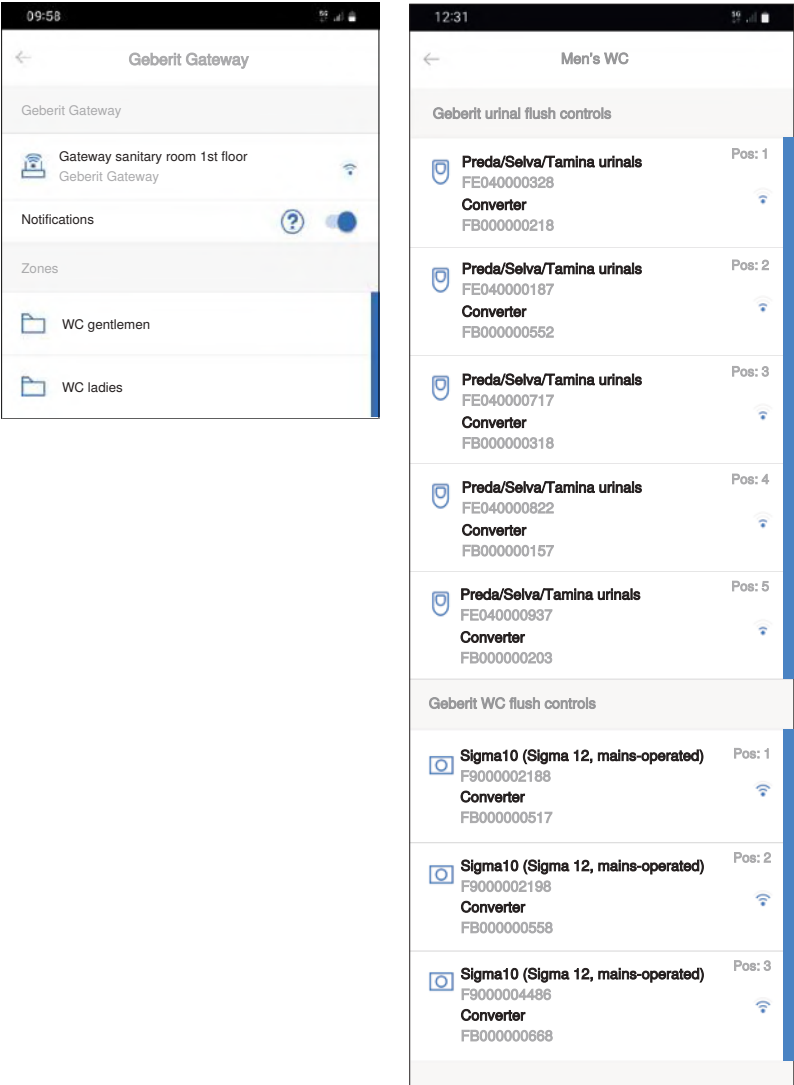 09:58
5G
Geberit Gateway
Geberit Gateway
Gateway sanitary room 1st floor
Geberit Gateway
Notifications
?
Zones
WC gentlemen
WC ladies
12:31
5G
Men's WC
Geberit urinal flush controls
Preda/Selva/Tamina urinals
Pos: 1
FE040000328
Converter
FB000000218
Preda/Selva/Tamina urinals
Pos: 2
FE040000187
Converter
FB000000552
Preda/Selva/Tamina urinals
Pos: 3
FE040000717
Converter
FB000000318
Preda/Selva/Tamina urinals
Pos: 4
FE040000822
Converter
FB000000157
Preda/Selva/Tamina urinals
Pos: 5
FE040000937
Converter
FB000000203
Geberit WC flush controls
Sigma10 (Sigma 12, mains-operated)
Pos: 1
F9000002188
Converter
FB000000517
Sigma10 (Sigma 12, mains-operated)
Pos: 2
F9000002198
Converter
FB000000558
Sigma10 (Sigma 12, mains-operated)
Pos: 3
F9000004486
Converter
FB000000668